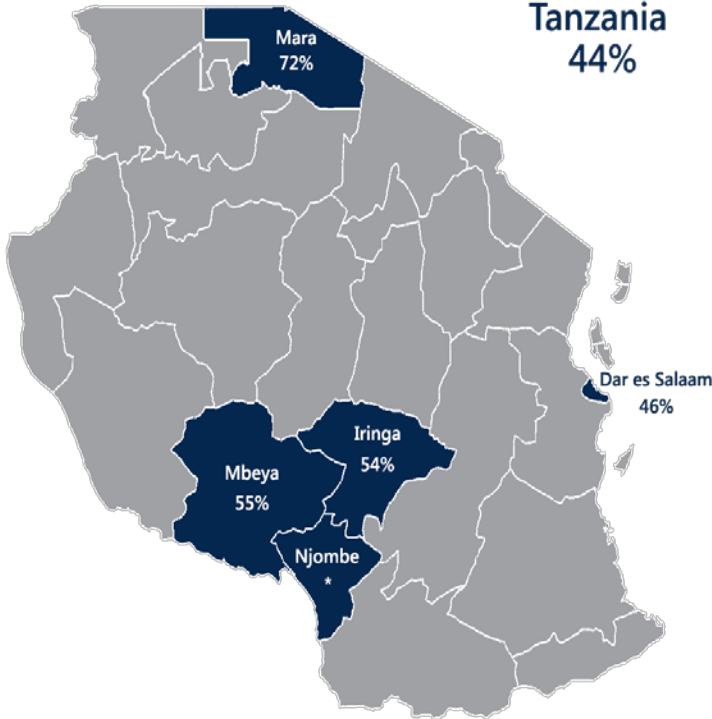 Tanzania
44%
Mara
72%
Dar es Salaam
46%
Iringa
54%
Mbeya
55%
Njombe
*